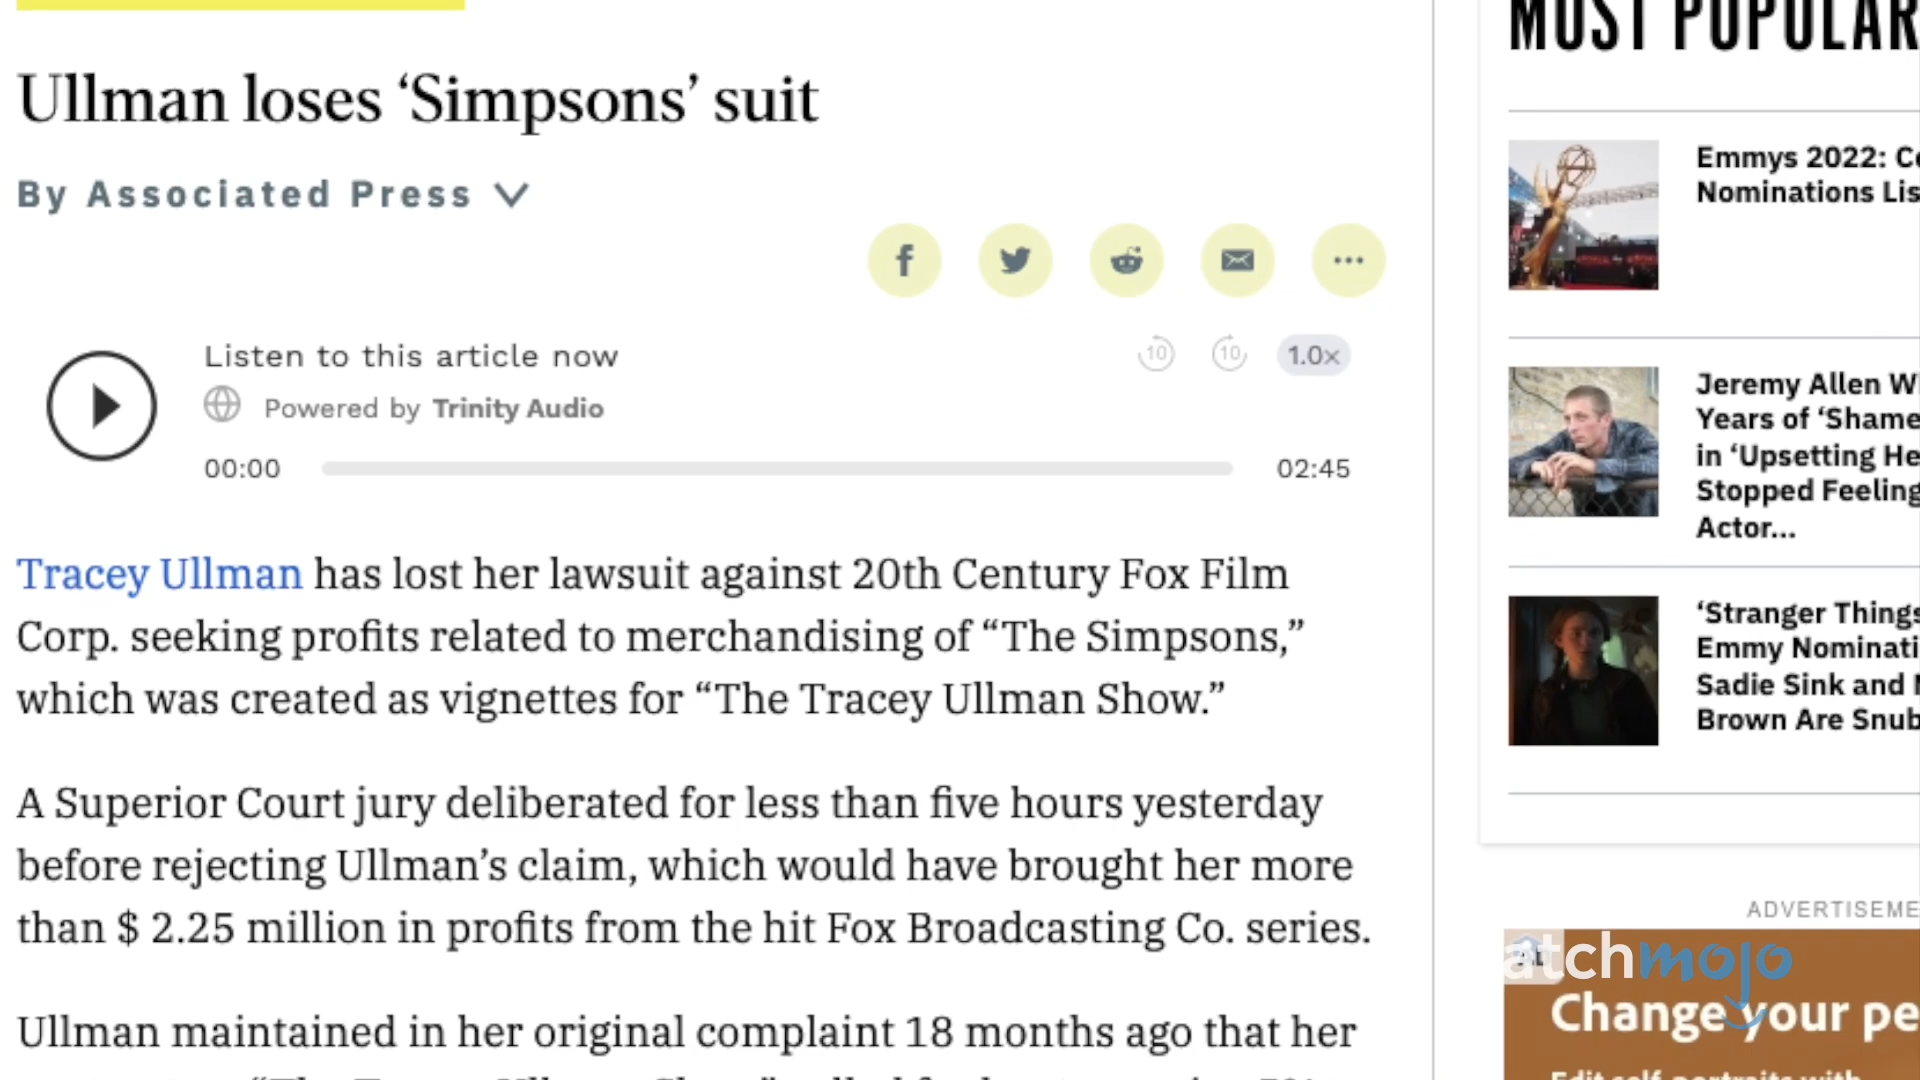 MOST POPULAR
Ullman loses ‘Simpsons’ suit
By Associated Press
Listen to this article now
10 10 1.0x
Powered by Trinity Audio
00:00 02:45
Tracey Ullman has lost her lawsuit against 20th Century Fox Film
Corp. seeking profits related to merchandising of “The Simpsons,”
which was created as vignettes for “The Tracey Ullman Show.”
A Superior Court jury deliberated for less than five hours yesterday
before rejecting Ullman’s claim, which would have brought her more
than $ 2.25 million in profits from the hit Fox Broadcasting Co. series.
Ullman maintained in her original complaint 18 months ago that her
Emmys 2022:
Nominations
Jeremy Allen
Years of
in ‘Upsetting
Stopped Feeling
Actor...
‘Stranger Things
Emmy
Sadie Sink and
Brown Are
atchmojo
Change your